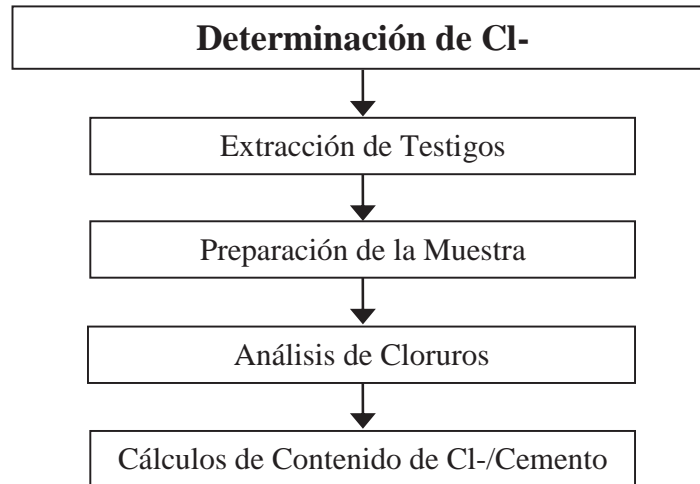 Determinación de Cl-
Extracción de Testigos
Preparación de la Muestra
Análisis de Cloruros
Cálculos de Contenido de Cl-/Cemento